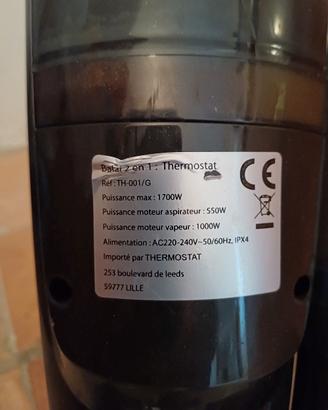 Balai 2 en 1 : Thermostat
Réf : TH-001/G
Puissance max : 1700W
Puissance moteur aspirateur : 550W
Puissance moteur vapeur : 1000W
Alimentation : AC220-240V~50/60Hz, IPX4
Importé par THERMOSTAT
253 boulevard de leeds
59777 LILLE
CE